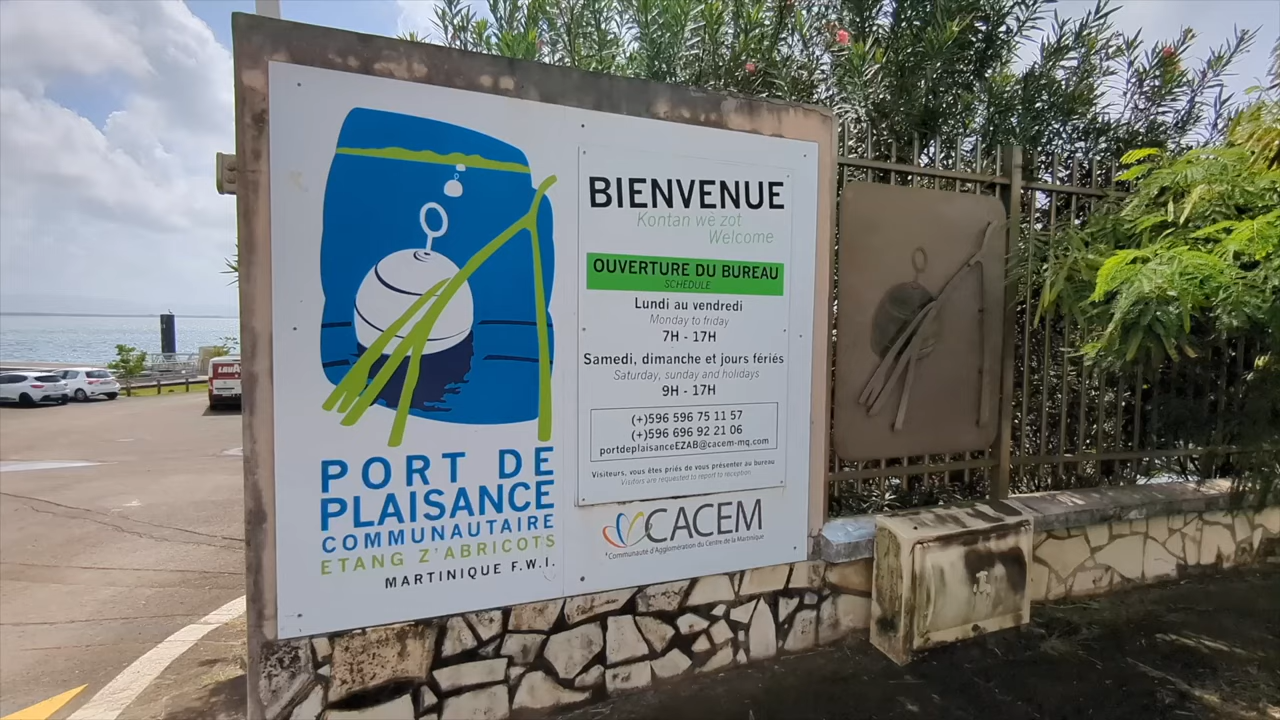 PORT DE
PLAISANCE
COMMUNAUTAIRE
ETANG Z'ABRICOTS
MARTINIQUE F.W.I.
BIENVENUE
Kontan wè zot
Welcome
OUVERTURE DU BUREAU
SCHEDULE
Lundi au vendredi
Monday to friday
7H - 17H
Samedi, dimanche et jours fériés
Saturday, sunday and holidays
9H - 17H
(+)596 596 75 11 57
(+)596 696 92 21 06
portdeplaisanceEZAB@cacem-mq.com
Visiteurs, vous êtes priés de vous présenter au bureau
Visitors are requested to report to reception
CACEM
*Communauté d'Agglomération du Centre de la Martinique